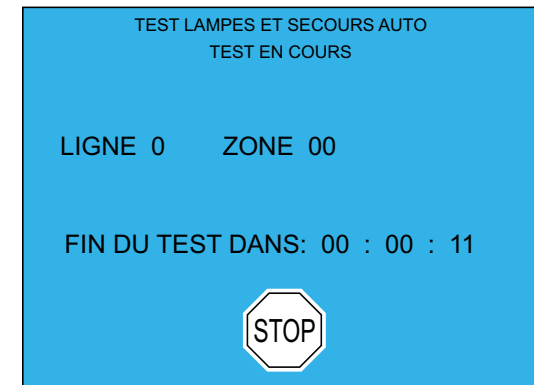 TEST LAMPES ET SECOURS AUTO
TEST EN COURS
LIGNE 0 ZONE 00
FIN DU TEST DANS: 00 : 00 : 11
STOP